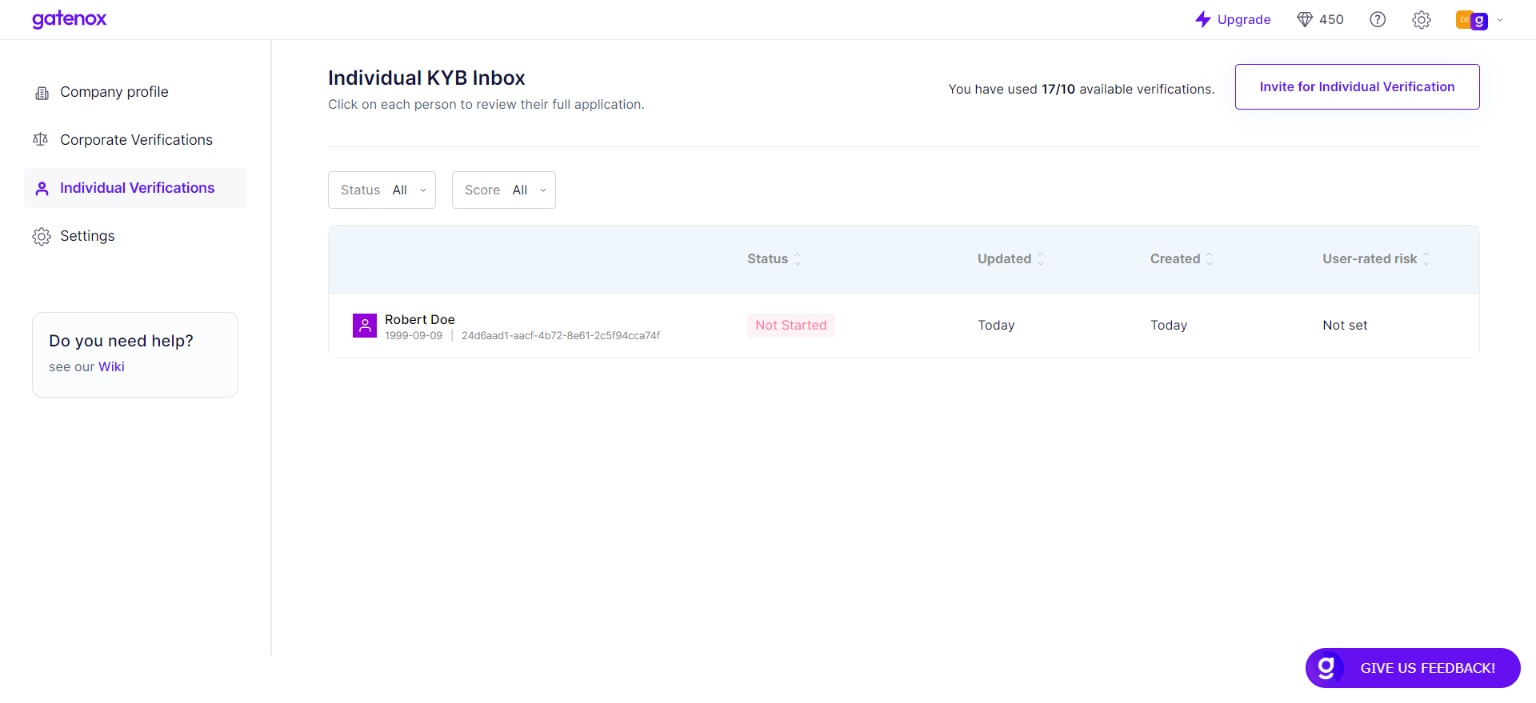 gatenox
Upgrade
450
DE
g
Company profile
Corporate Verifications
Individual Verifications
Settings
Do you need help?
see our Wiki
Individual KYB Inbox
Click on each person to review their full application.
You have used 17/10 available verifications.
Invite for Individual Verification
Status All
Score All
Status Updated Created User-rated risk
Robert Doe
1999-09-09 | 24d6aad1-aacf-4b72-8e61-2c5f94cca74f
Not Started Today Today Not set
g GIVE US FEEDBACK!